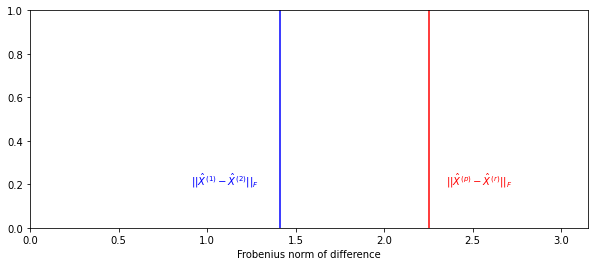 1.0
0.8
0.6
0.4
0.2
0.0
||X̂⁽¹⁾ − X̂⁽²⁾||_F
||X̂⁽ᵖ⁾ − X̂⁽ʳ⁾||_F
0.0 0.5 1.0 1.5 2.0 2.5 3.0
Frobenius norm of difference